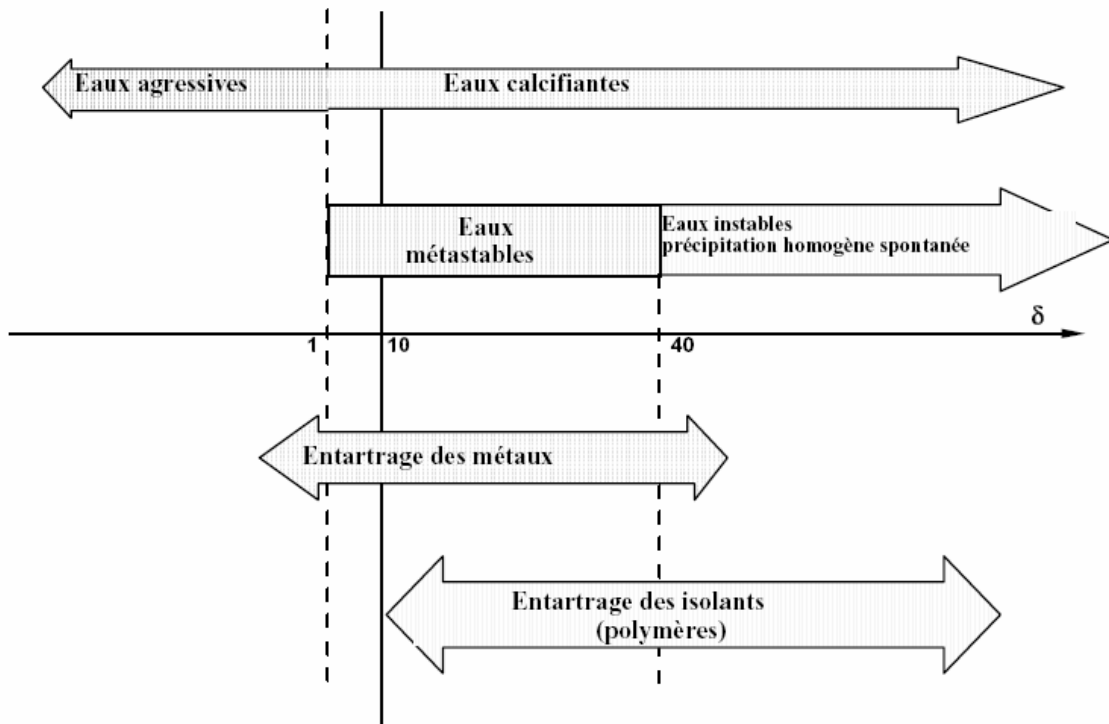 Eaux agressives
Eaux calcifiantes
Eaux
métastables
Eaux instables
précipitation homogène spontanée
δ
1
10
40
Entartrage des métaux
Entartrage des isolants
(polymères)